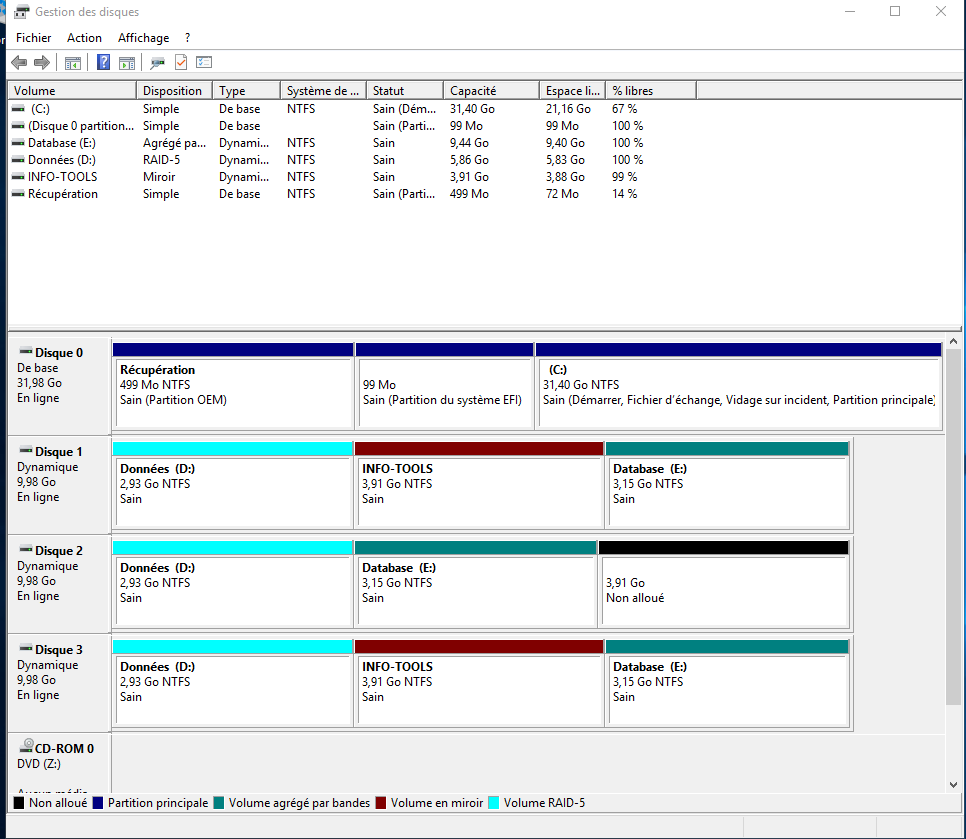 Gestion des disques
Fichier Action Affichage ?
Volume Disposition Type Système de ... Statut Capacité Espace li... % libres
(C:) Simple De base NTFS Sain (Dém... 31,40 Go 21,16 Go 67 %
(Disque 0 partition... Simple De base Sain (Parti... 99 Mo 99 Mo 100 %
Database (E:) Agrégé pa... Dynami... NTFS Sain 9,44 Go 9,40 Go 100 %
Données (D:) RAID-5 Dynami... NTFS Sain 5,86 Go 5,83 Go 100 %
INFO-TOOLS Miroir Dynami... NTFS Sain 3,91 Go 3,88 Go 99 %
Récupération Simple De base NTFS Sain (Parti... 499 Mo 72 Mo 14 %
Disque 0
De base
31,98 Go
En ligne
Récupération
499 Mo NTFS
Sain (Partition OEM)
99 Mo
Sain (Partition du système EFI)
(C:)
31,40 Go NTFS
Sain (Démarrer, Fichier d'échange, Vidage sur incident, Partition principale)
Disque 1
Dynamique
9,98 Go
En ligne
Données (D:)
2,93 Go NTFS
Sain
INFO-TOOLS
3,91 Go NTFS
Sain
Database (E:)
3,15 Go NTFS
Sain
Disque 2
Dynamique
9,98 Go
En ligne
Données (D:)
2,93 Go NTFS
Sain
Database (E:)
3,15 Go NTFS
Sain
3,91 Go
Non alloué
Disque 3
Dynamique
9,98 Go
En ligne
Données (D:)
2,93 Go NTFS
Sain
INFO-TOOLS
3,91 Go NTFS
Sain
Database (E:)
3,15 Go NTFS
Sain
CD-ROM 0
DVD (Z:)
Aucun média
Non alloué Partition principale Volume agrégé par bandes Volume en miroir Volume RAID-5